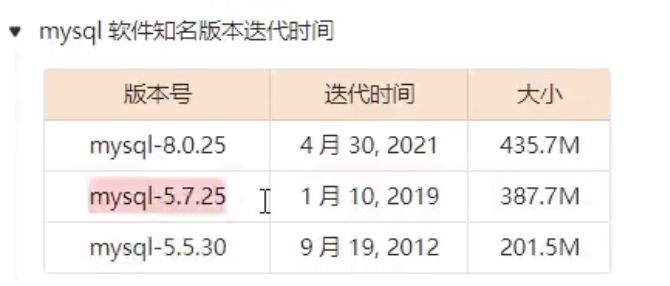 mysql 软件知名版本迭代时间
版本号 迭代时间 大小
mysql-8.0.25 4 月 30, 2021 435.7M
mysql-5.7.25 1 月 10, 2019 387.7M
mysql-5.5.30 9 月 19, 2012 201.5M